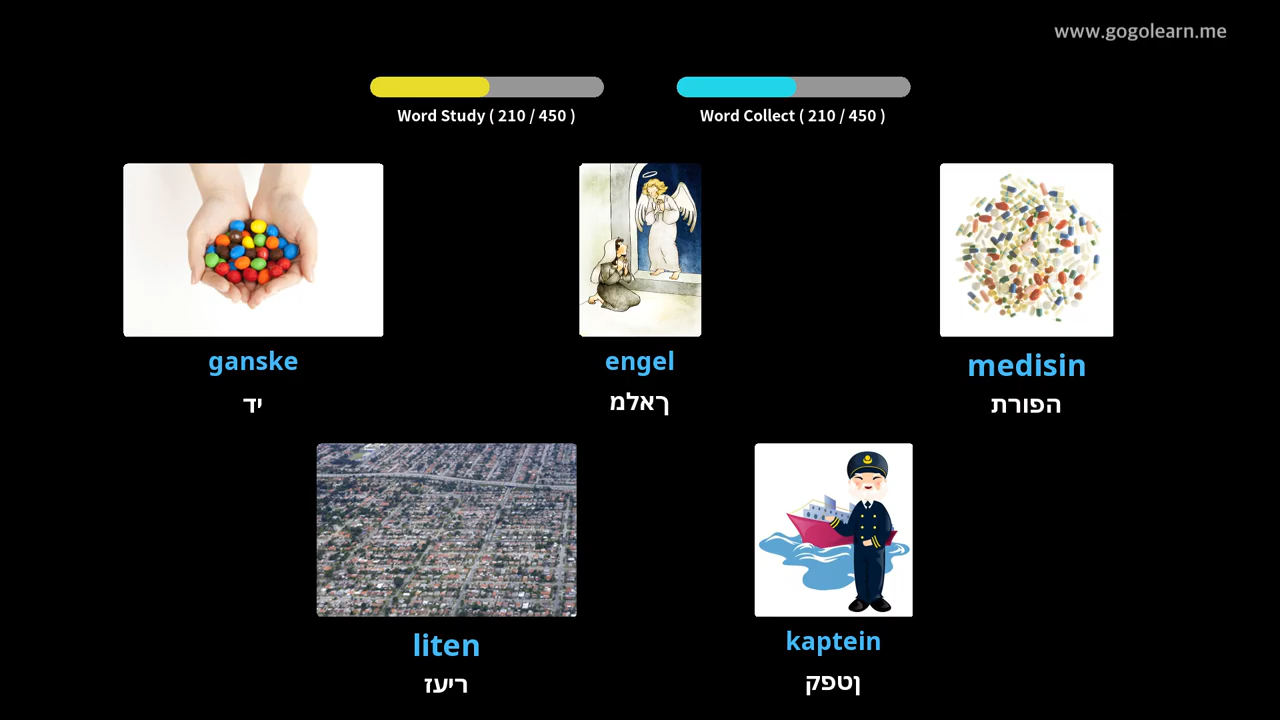 www.gogolearn.me
Word Study ( 210 / 450 )
Word Collect ( 210 / 450 )
ganske
יד
engel
ךאלמ
medisin
הפורת
liten
ריעז
kaptein
ןטפק